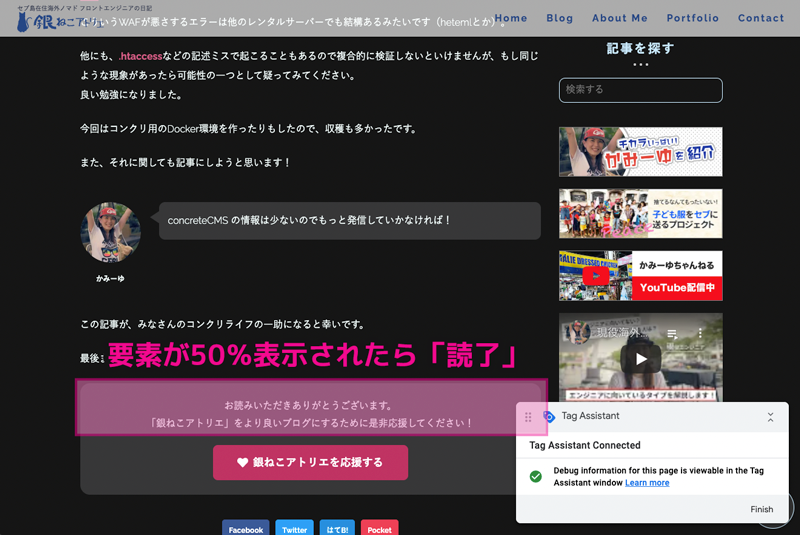 セブ島在住海外ノマド フロントエンジニアの日記
銀ねこアトリエ
Home
Blog
About Me
Portfolio
Contact
こういうWAFが悪さするエラーは他のレンタルサーバーでも結構あるみたいです（hetemlとか）。
他にも、.htaccessなどの記述ミスで起こることもあるので複合的に検証しないといけませんが、もし同じ
ような現象があったら可能性の一つとして疑ってみてください。
良い勉強になりました。
今回はコンクリ用のDocker環境を作ったりもしたので、収穫も多かったです。
また、それに関しても記事にしようと思います！
concreteCMS の情報は少ないのでもっと発信していかなければ！
かみーゆ
この記事が、みなさんのコンクリライフの一助になると幸いです。
最後ま
要素が50%表示されたら「読了」
お読みいただきありがとうございます。
「銀ねこアトリエ」をより良いブログにするために是非応援してください！
銀ねこアトリエを応援する
Facebook
Twitter
はてB!
Pocket
記事を探す
検索する
チカラいっぱい!
かみーゆを紹介
捨てるなんてもったいない!
子ども服をセブに
送るプロジェクト
かみーゆちゃんねる
YouTube配信中
現役海外...
エンジニアに向いているタイプを解説します！
Tag Assistant
Tag Assistant Connected
Debug information for this page is viewable in the Tag
Assistant window Learn more
Finish